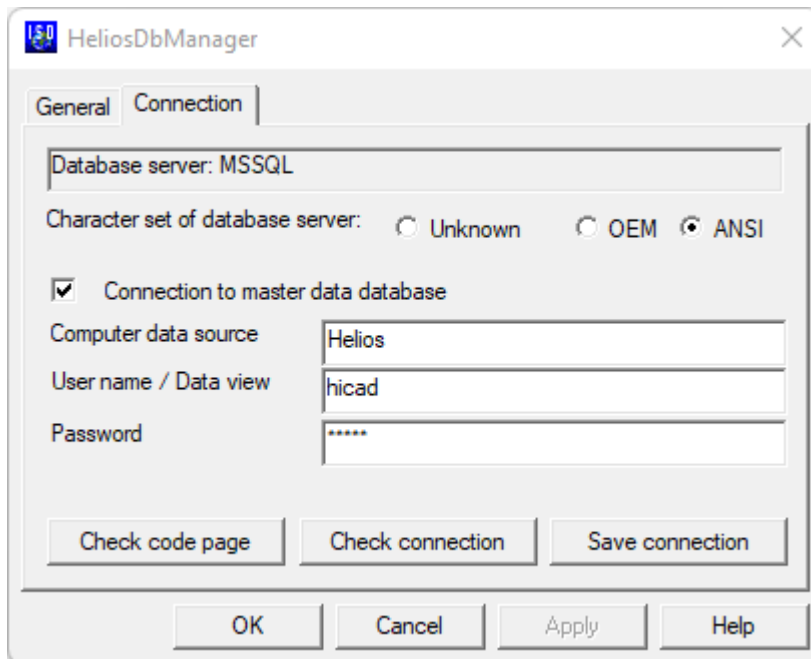 ISD
HeliosDbManager
General Connection
Database server: MSSQL
Character set of database server: Unknown OEM ANSI
Connection to master data database
Computer data source Helios
User name / Data view hicad
Password *****
Check code page Check connection Save connection
OK Cancel Apply Help